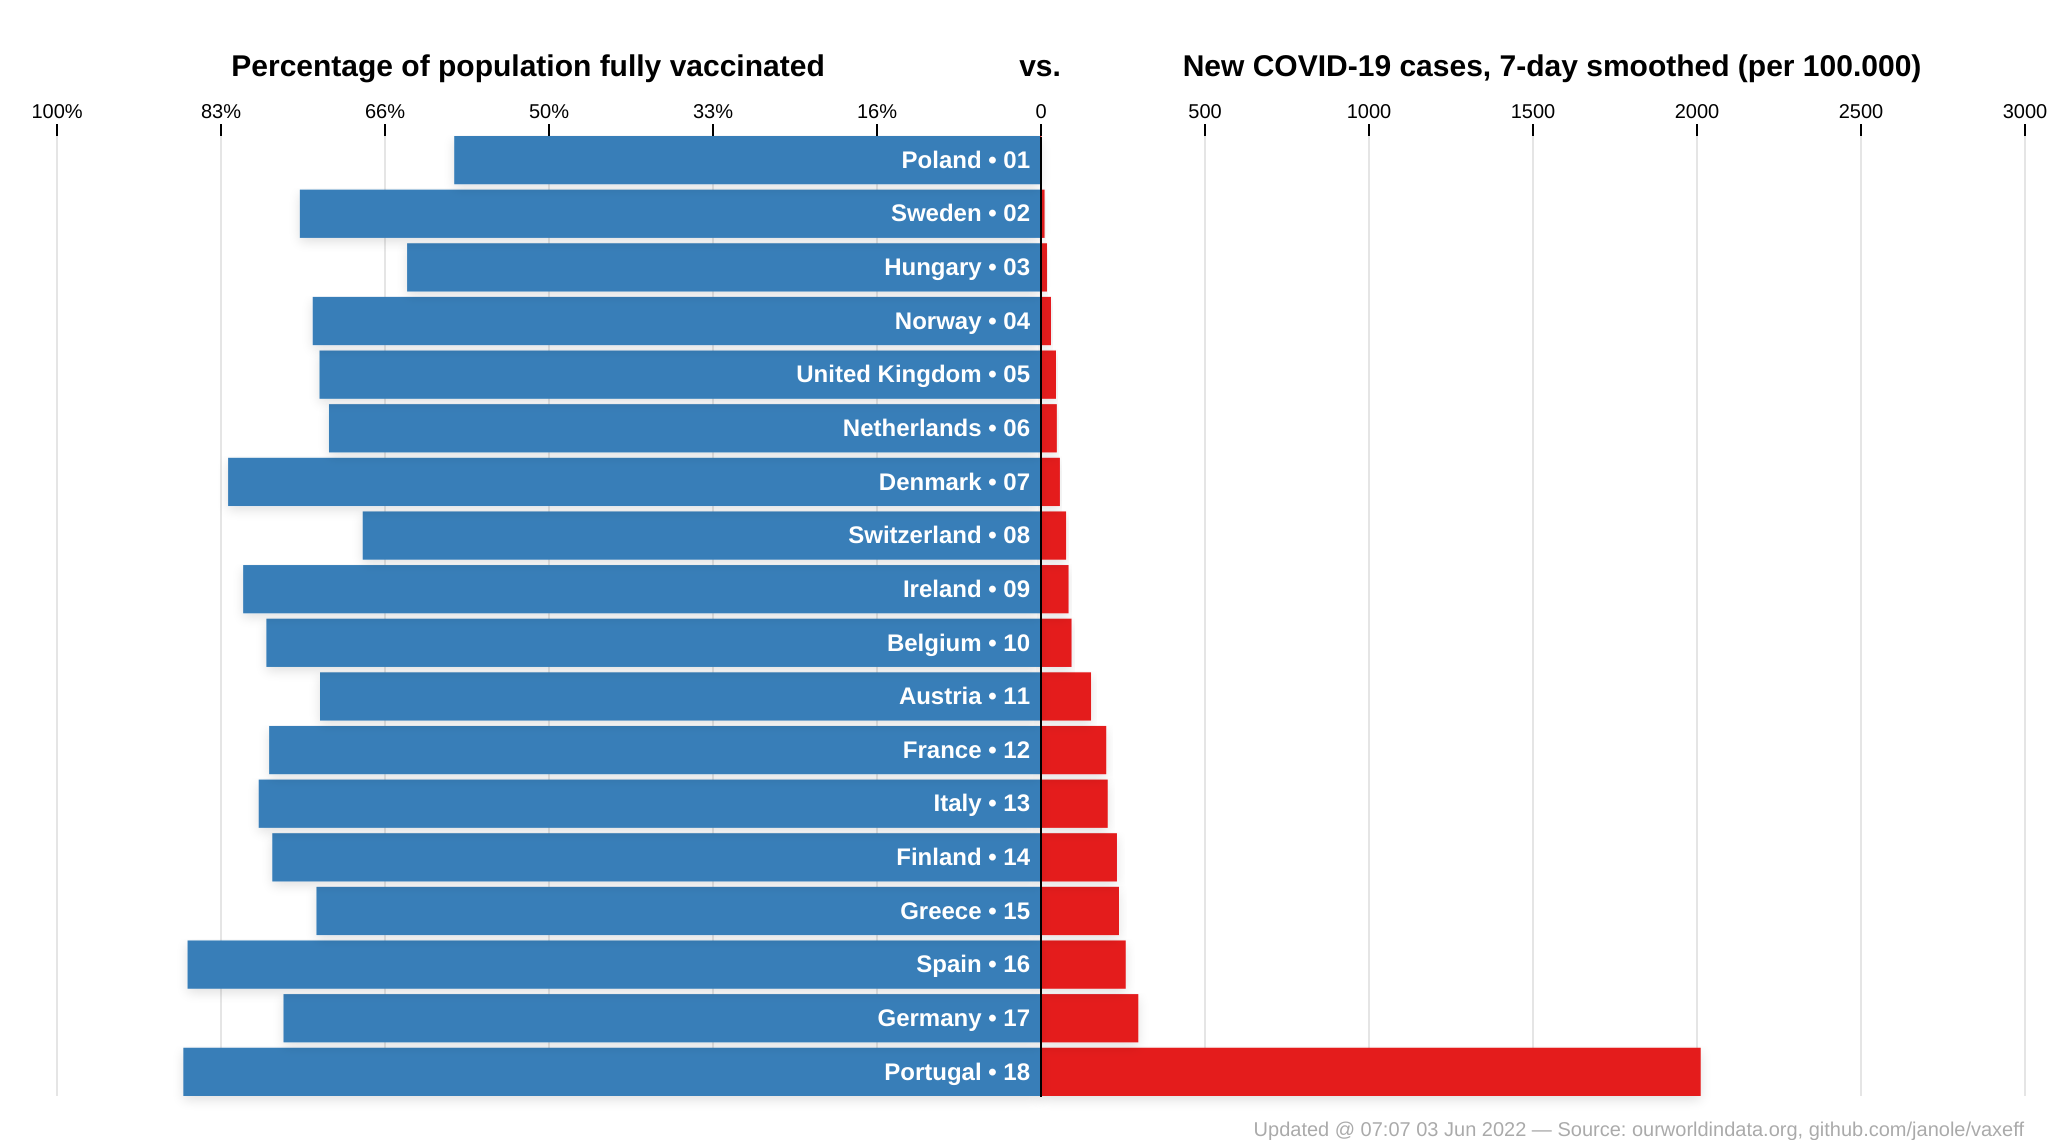 Percentage of population fully vaccinated vs. New COVID-19 cases, 7-day smoothed (per 100.000)
100% 83% 66% 50% 33% 16% 0 500 1000 1500 2000 2500 3000
Poland • 01
Sweden • 02
Hungary • 03
Norway • 04
United Kingdom • 05
Netherlands • 06
Denmark • 07
Switzerland • 08
Ireland • 09
Belgium • 10
Austria • 11
France • 12
Italy • 13
Finland • 14
Greece • 15
Spain • 16
Germany • 17
Portugal • 18
Updated @ 07:07 03 Jun 2022 — Source: ourworldindata.org, github.com/janole/vaxeff